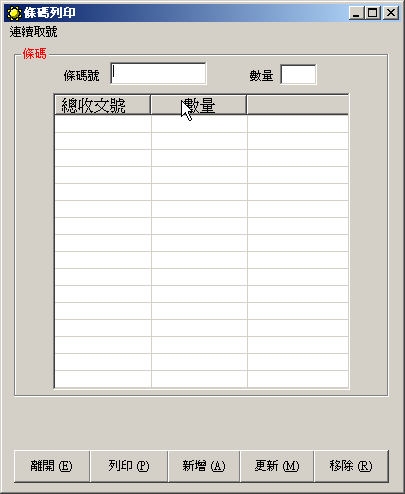 條碼列印
連續取號
條碼
條碼號 數量
總收文號 數量
離開 (E) 列印 (P) 新增 (A) 更新 (M) 移除 (R)